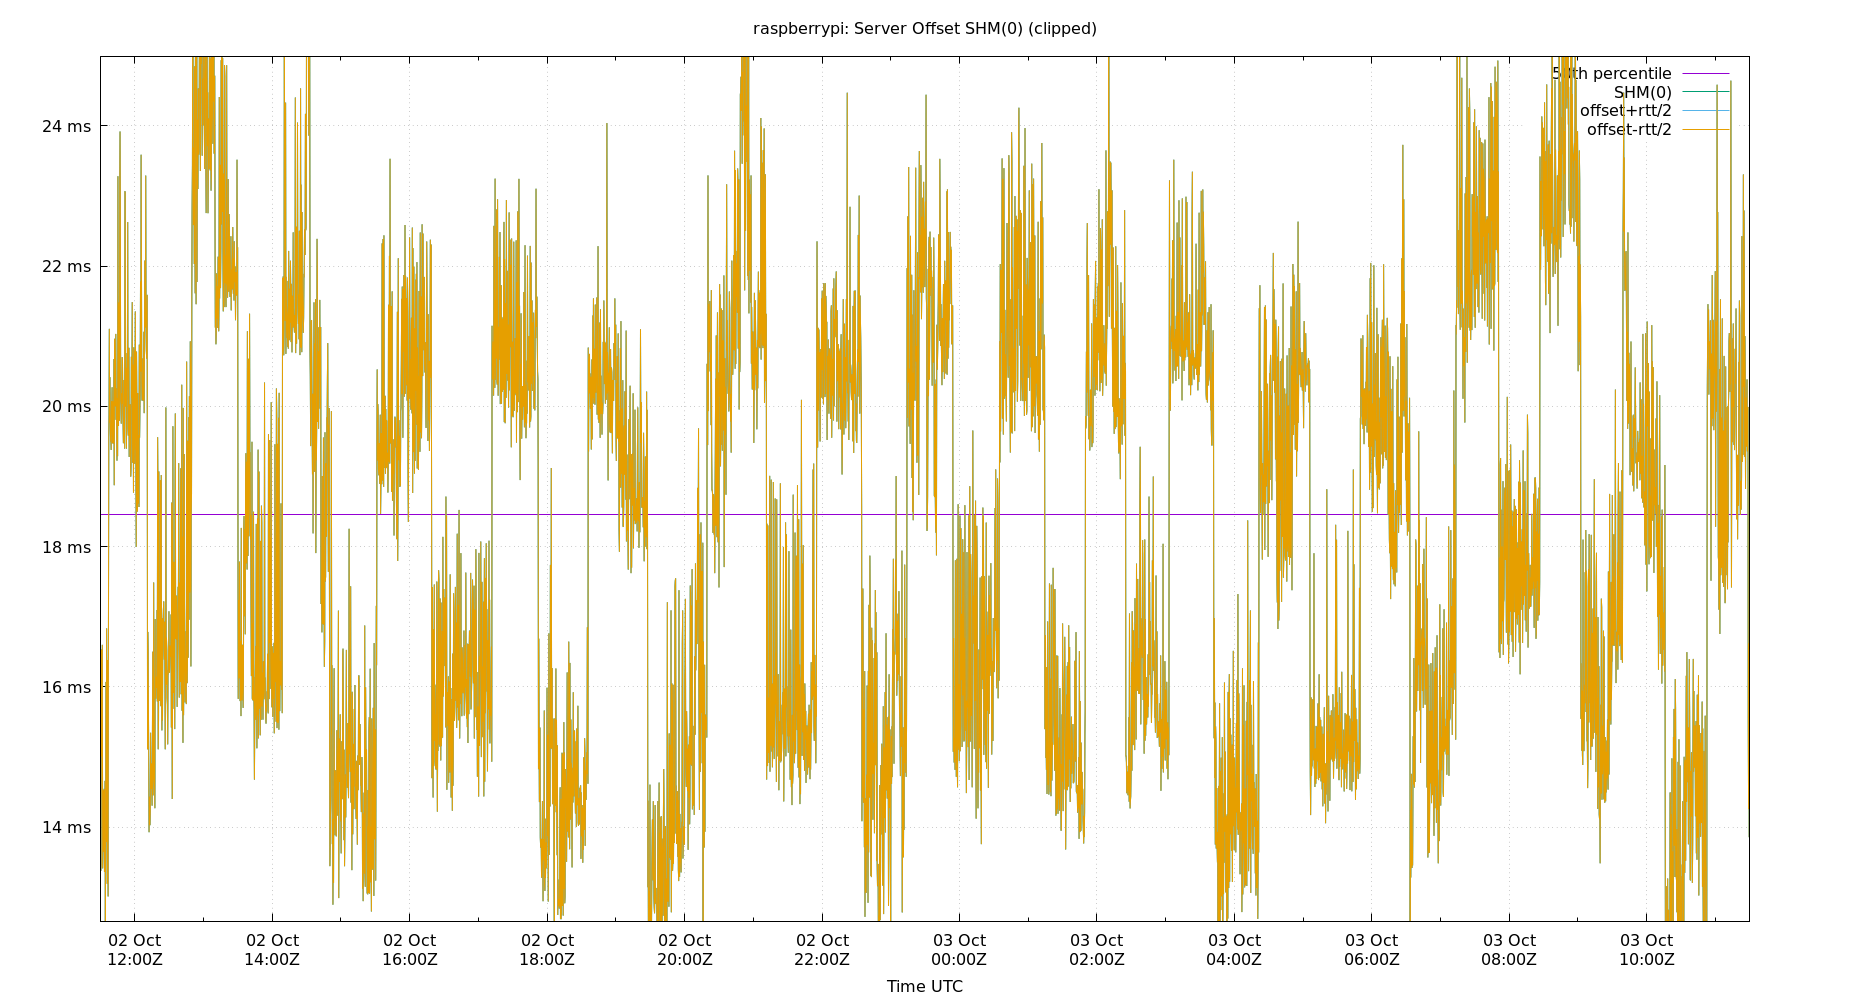 raspberrypi: Server Offset SHM(0) (clipped)
50th percentile
SHM(0)
offset+rtt/2
offset-rtt/2
24 ms
22 ms
20 ms
18 ms
16 ms
14 ms
02 Oct 02 Oct 02 Oct 02 Oct 02 Oct 02 Oct 03 Oct 03 Oct 03 Oct 03 Oct 03 Oct 03 Oct
12:00Z 14:00Z 16:00Z 18:00Z 20:00Z 22:00Z 00:00Z 02:00Z 04:00Z 06:00Z 08:00Z 10:00Z
Time UTC